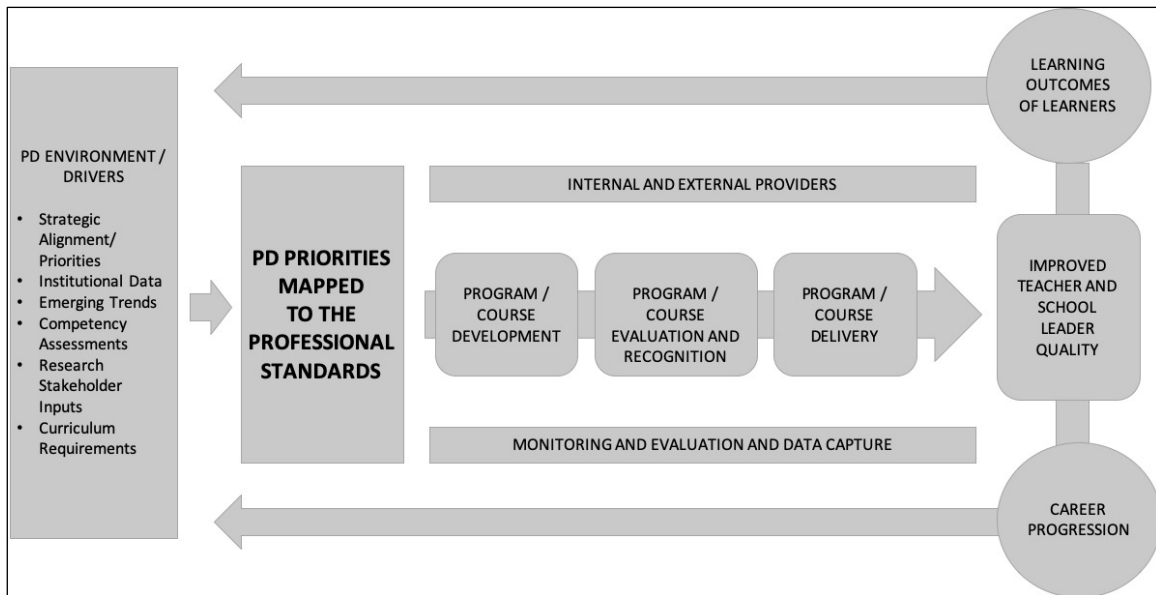 PD ENVIRONMENT /
DRIVERS
• Strategic
Alignment/
Priorities
• Institutional Data
• Emerging Trends
• Competency
Assessments
• Research
Stakeholder
Inputs
• Curriculum
Requirements
PD PRIORITIES
MAPPED
TO THE
PROFESSIONAL
STANDARDS
INTERNAL AND EXTERNAL PROVIDERS
PROGRAM /
COURSE
DEVELOPMENT
PROGRAM /
COURSE
EVALUATION AND
RECOGNITION
PROGRAM /
COURSE
DELIVERY
MONITORING AND EVALUATION AND DATA CAPTURE
LEARNING
OUTCOMES
OF LEARNERS
IMPROVED
TEACHER AND
SCHOOL
LEADER
QUALITY
CAREER
PROGRESSION